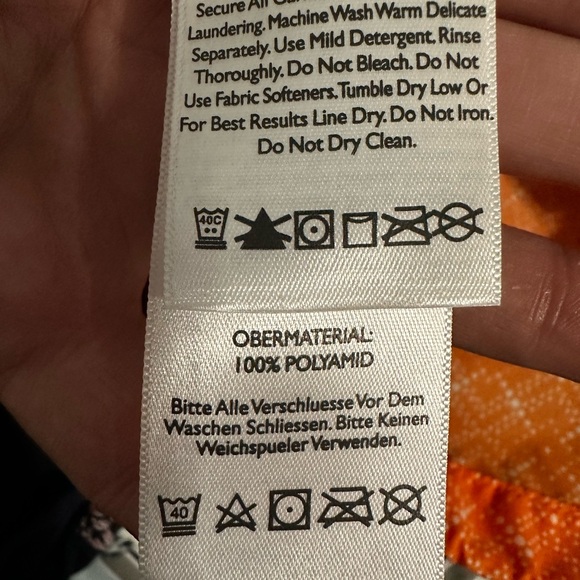 Secure All
Laundering. Machine Wash Warm Delicate
Separately. Use Mild Detergent. Rinse
Thoroughly. Do Not Bleach. Do Not
Use Fabric Softeners. Tumble Dry Low Or
For Best Results Line Dry. Do Not Iron.
Do Not Dry Clean.
40C
OBERMATERIAL:
100% POLYAMID
Bitte Alle Verschluesse Vor Dem
Waschen Schliessen. Bitte Keinen
Weichspueler Verwenden.
40